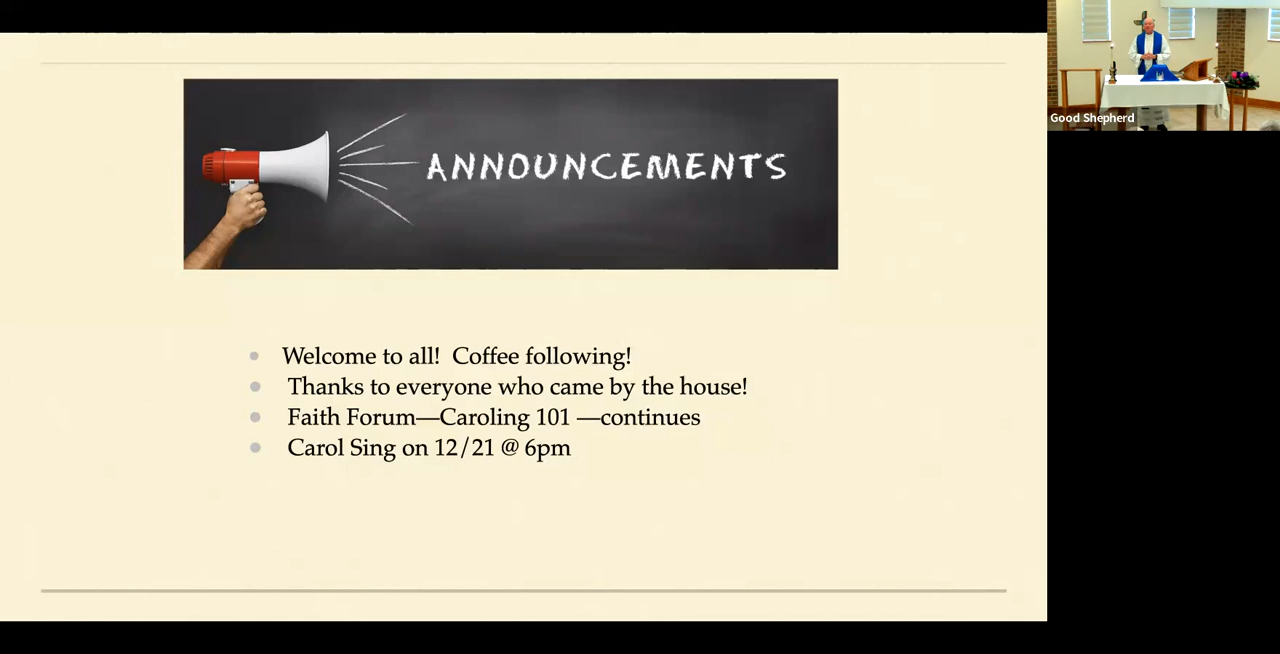 Good Shepherd
ANNOUNCEMENTS
Welcome to all! Coffee following!
Thanks to everyone who came by the house!
Faith Forum—Caroling 101 —continues
Carol Sing on 12/21 @ 6pm